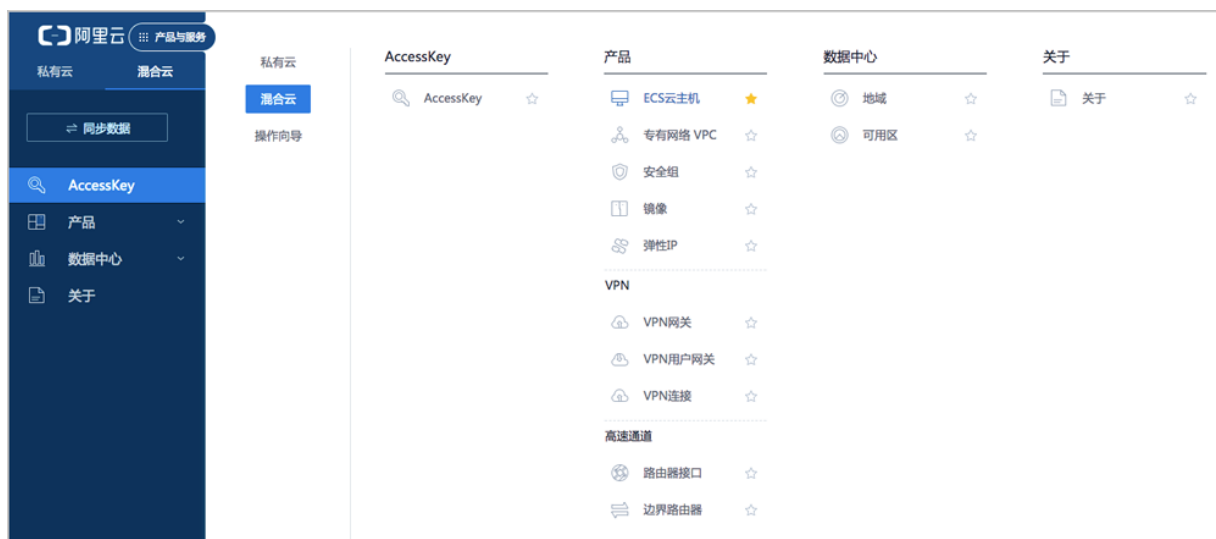 阿里云 产品与服务
私有云 混合云
同步数据
AccessKey
产品
数据中心
关于
私有云
混合云
操作向导
AccessKey
AccessKey
产品
ECS云主机
专有网络 VPC
安全组
镜像
弹性IP
VPN
VPN网关
VPN用户网关
VPN连接
高速通道
路由器接口
边界路由器
数据中心
地域
可用区
关于
关于